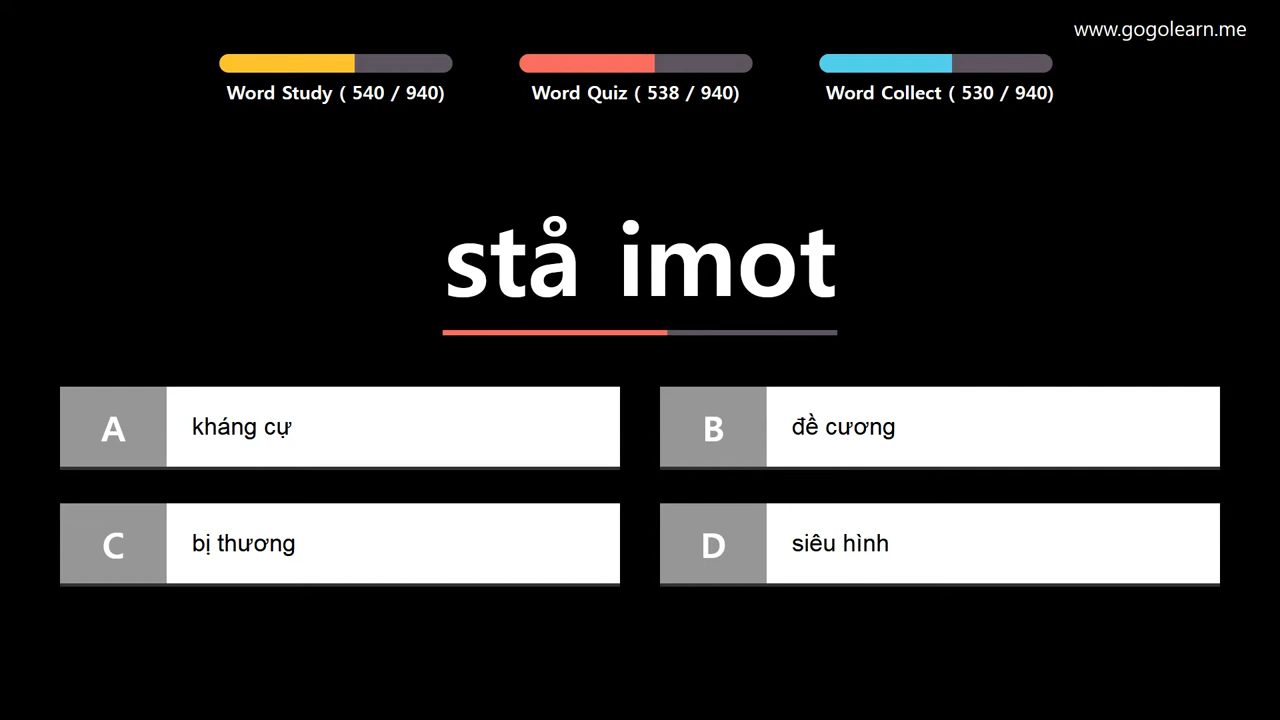 www.gogolearn.me
Word Study ( 540 / 940)
Word Quiz ( 538 / 940)
Word Collect ( 530 / 940)
stå imot
A kháng cự
B đề cương
C bị thương
D siêu hình